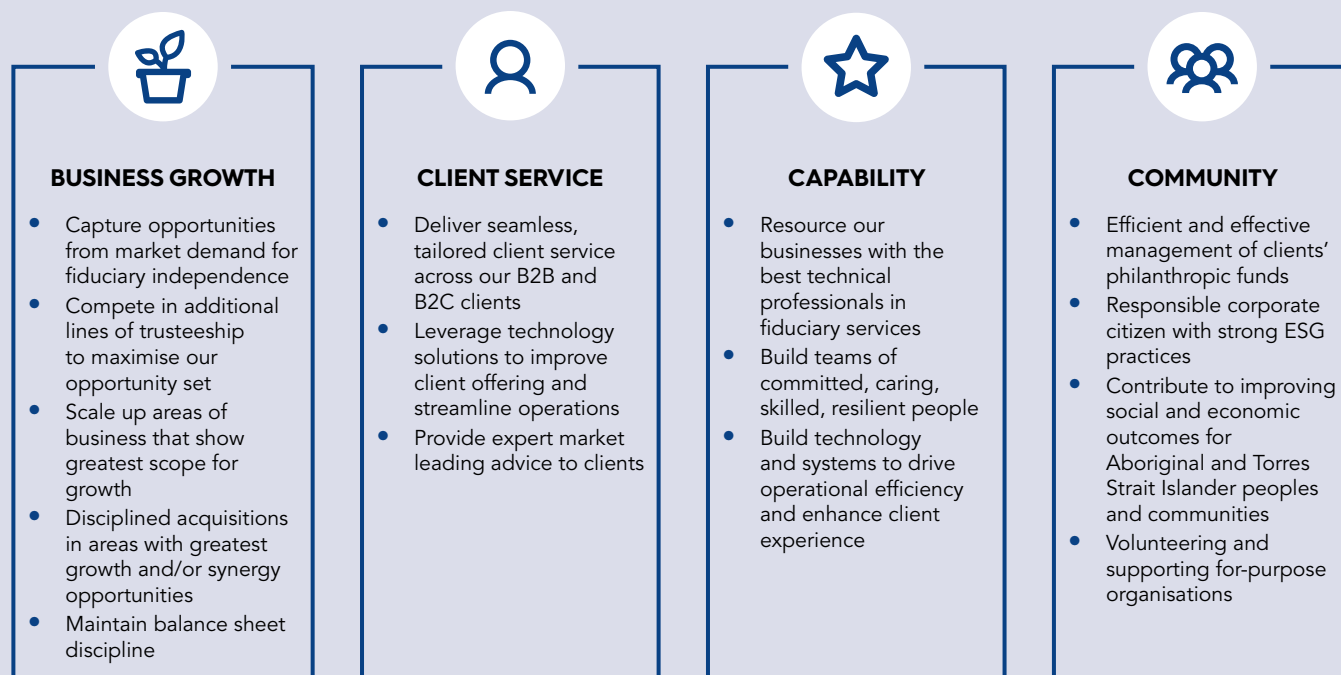 BUSINESS GROWTH
• Capture opportunities
from market demand for
fiduciary independence
• Compete in additional
lines of trusteeship
to maximise our
opportunity set
• Scale up areas of
business that show
greatest scope for
growth
• Disciplined acquisitions
in areas with greatest
growth and/or synergy
opportunities
• Maintain balance sheet
discipline
CLIENT SERVICE
• Deliver seamless,
tailored client service
across our B2B and
B2C clients
• Leverage technology
solutions to improve
client offering and
streamline operations
• Provide expert market
leading advice to clients
CAPABILITY
• Resource our
businesses with the
best technical
professionals in
fiduciary services
• Build teams of
committed, caring,
skilled, resilient people
• Build technology
and systems to drive
operational efficiency
and enhance client
experience
COMMUNITY
• Efficient and effective
management of clients’
philanthropic funds
• Responsible corporate
citizen with strong ESG
practices
• Contribute to improving
social and economic
outcomes for
Aboriginal and Torres
Strait Islander peoples
and communities
• Volunteering and
supporting for-purpose
organisations